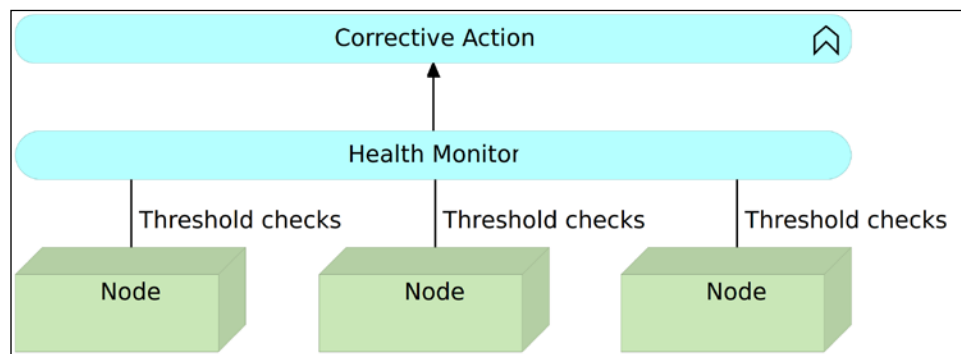 Corrective Action
Health Monitor
Threshold checks Threshold checks Threshold checks
Node Node Node